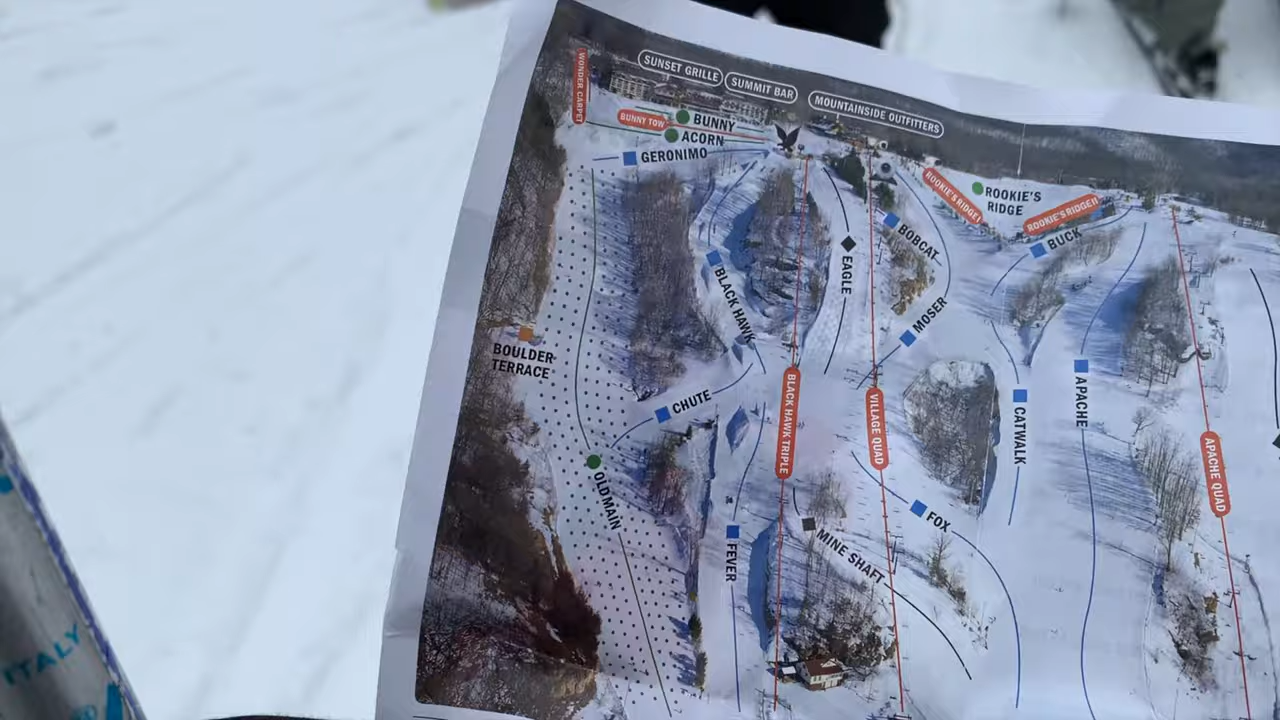 WONDER CARPET
SUNSET GRILLE
SUMMIT BAR
MOUNTAINSIDE OUTFITTERS
BUNNY TOW
BUNNY
ACORN
GERONIMO
ROOKIE'S RIDGE I
ROOKIE'S
RIDGE
ROOKIE'S RIDGE II
BOBCAT
BUCK
EAGLE
BLACK HAWK
MOSER
BOULDER
TERRACE
CHUTE
BLACK HAWK TRIPLE
VILLAGE QUAD
CATWALK
APACHE
APACHE QUAD
OLDMAIN
FEVER
MINE SHAFT
FOX
ITALY